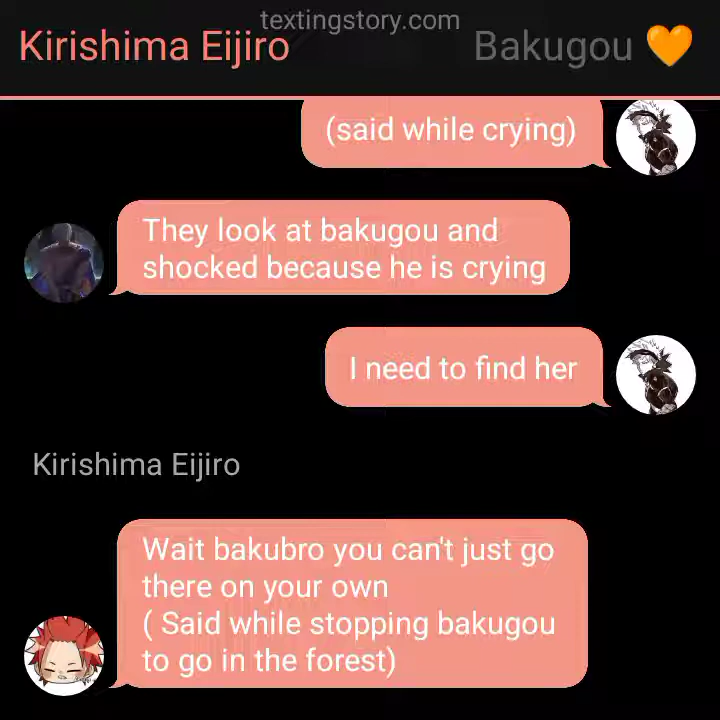 textingstory.com
Kirishima Eijiro
Bakugou 🧡
(said while crying)
They look at bakugou and
shocked because he is crying
I need to find her
Kirishima Eijiro
Wait bakubro you can't just go
there on your own
( Said while stopping bakugou
to go in the forest)